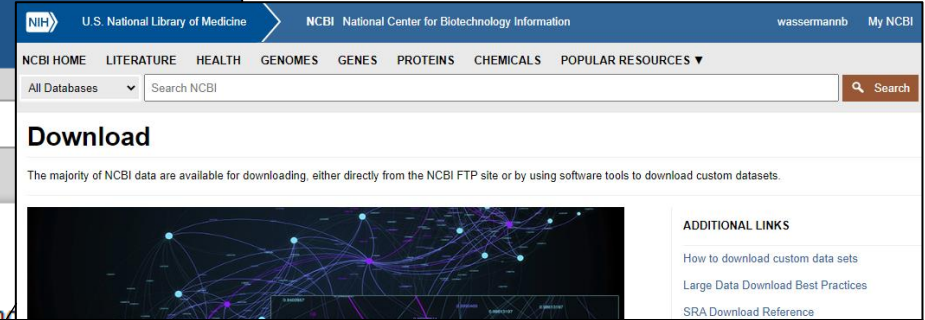 NIH U.S. National Library of Medicine NCBI National Center for Biotechnology Information wassermannb My NCBI
NCBI HOME LITERATURE HEALTH GENOMES GENES PROTEINS CHEMICALS POPULAR RESOURCES ▼
All Databases Search NCBI Search
Download
The majority of NCBI data are available for downloading, either directly from the NCBI FTP site or by using software tools to download custom datasets.
ADDITIONAL LINKS
How to download custom data sets
Large Data Download Best Practices
SRA Download Reference